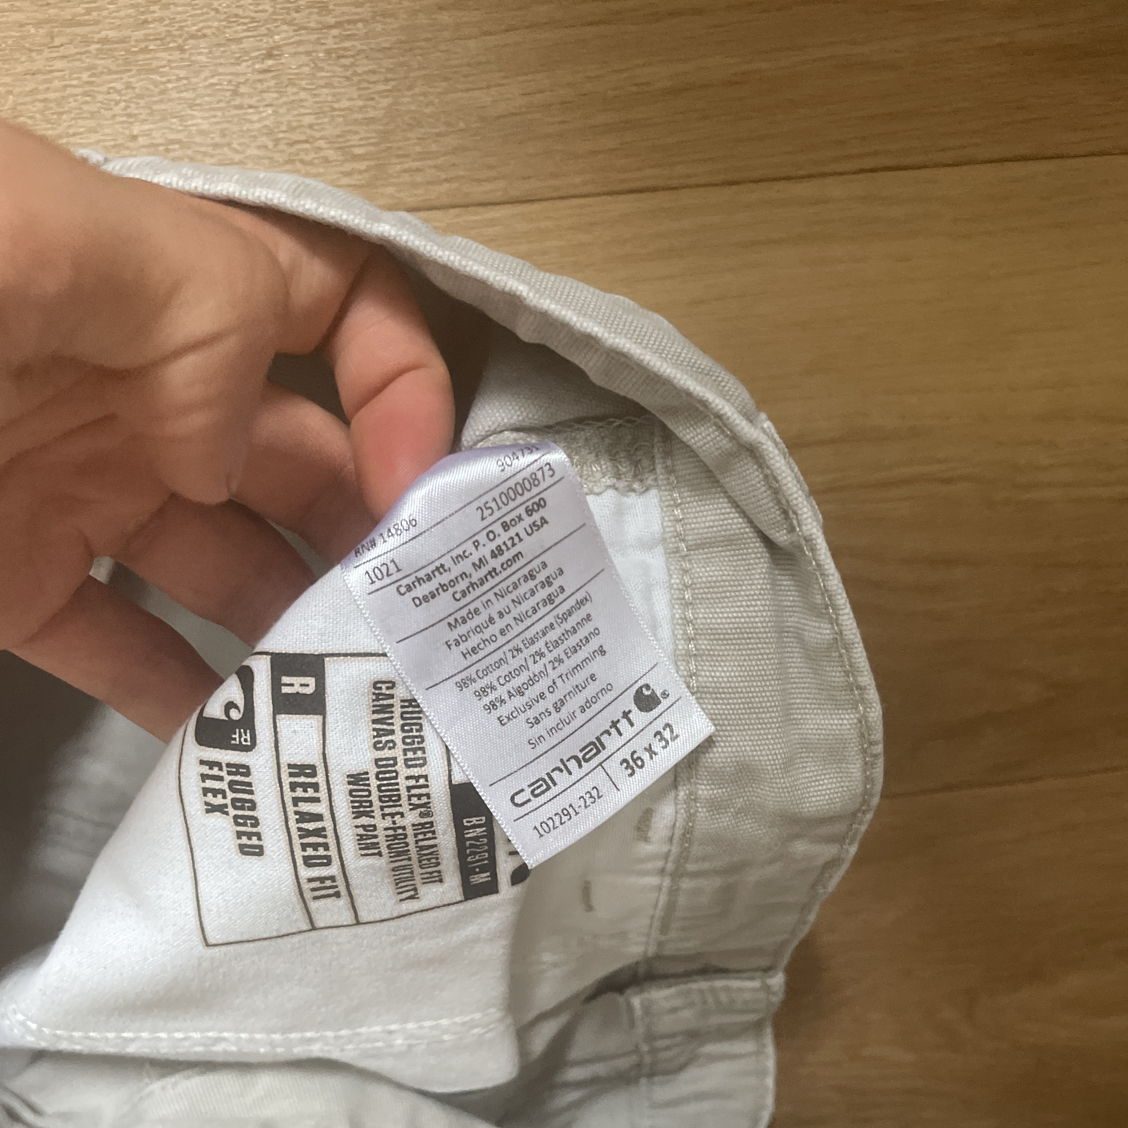 RN# 14806
1021
2510000873
Carhartt, Inc. P. O. Box 600
Dearborn, MI 48121 USA
Carhartt.com
Made in Nicaragua
Fabriqué au Nicaragua
Hecho en Nicaragua
98% Cotton/ 2% Elastane (Spandex)
98% Coton/ 2% Élasthanne
98% Algodón/ 2% Elastano
Exclusive of Trimming
Sans garniture
Sin incluir adorno
carhartt ®
102291-232 | 36 x 32
BN2291-M
RUGGED FLEX® RELAXED FIT
CANVAS DOUBLE-FRONT UTILITY
WORK PANT
R RELAXED FIT
RF
RUGGED
FLEX